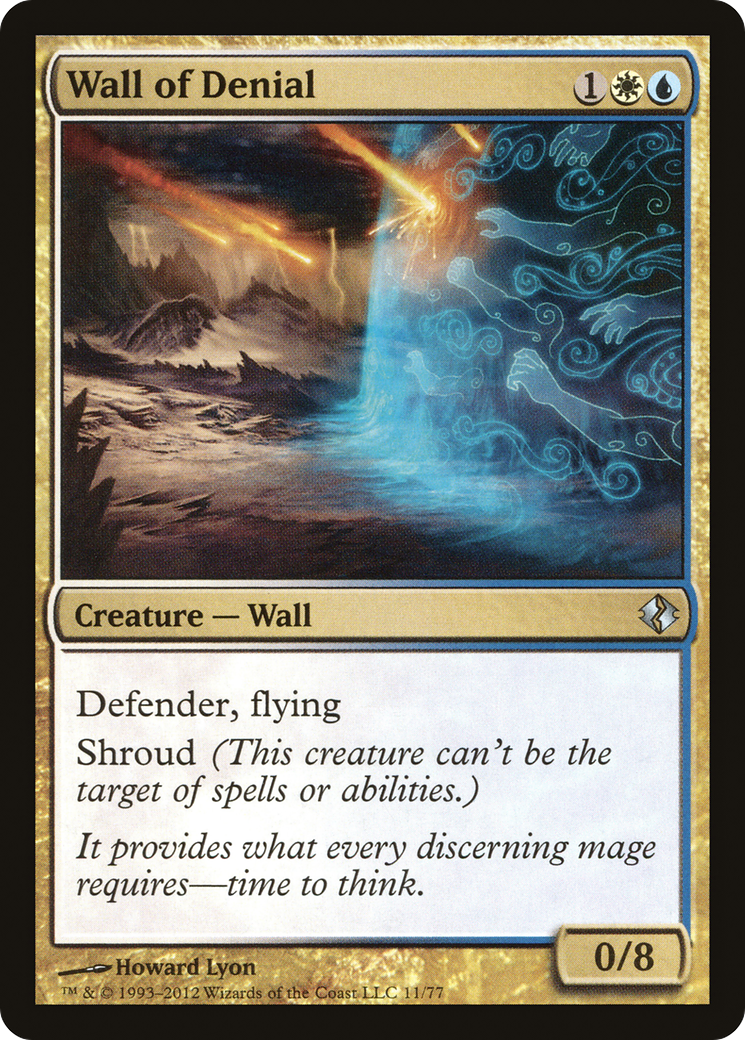 Wall of Denial 1
Creature — Wall
Defender, flying
Shroud (This creature can't be the
target of spells or abilities.)
It provides what every discerning mage
requires—time to think.
0/8
Howard Lyon
™ & © 1993–2012 Wizards of the Coast LLC 11/77